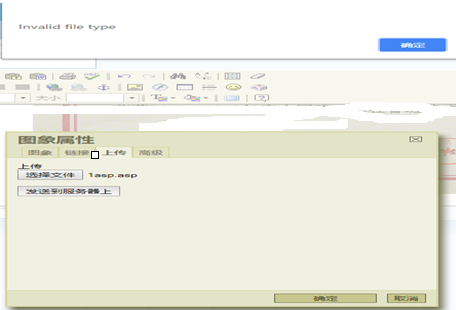 Invalid file type
确定
大小
图象属性
图象 链接 上传 高级
上传
选择文件 1asp.asp
发送到服务器上
确定 取消